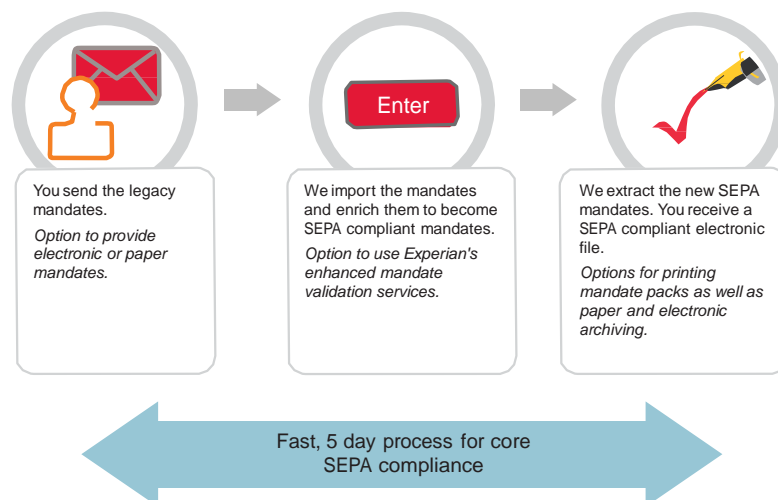 Enter
You send the legacy
mandates.
Option to provide
electronic or paper
mandates.
We import the mandates
and enrich them to become
SEPA compliant mandates.
Option to use Experian's
enhanced mandate
validation services.
We extract the new SEPA
mandates. You receive a
SEPA compliant electronic
file.
Options for printing
mandate packs as well as
paper and electronic
archiving.
Fast, 5 day process for core
SEPA compliance